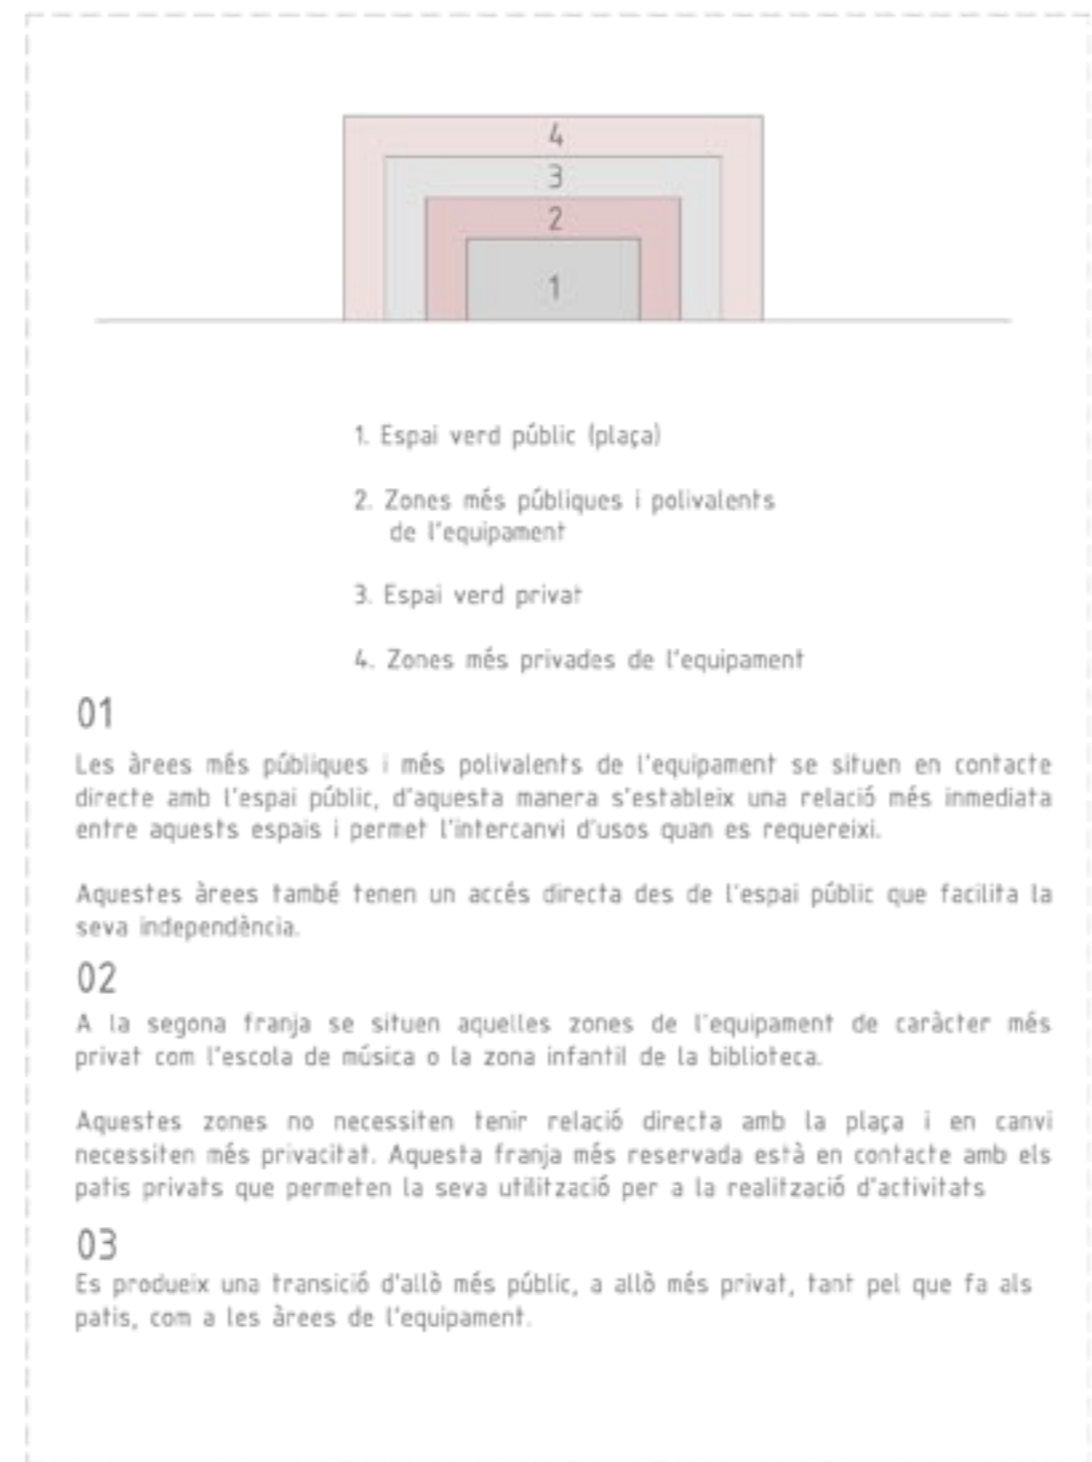 4
3
2
1
1. Espai verd públic (plaça)
2. Zones més públiques i polivalents
de l'equipament
3. Espai verd privat
4. Zones més privades de l'equipament
01
Les àrees més públiques i més polivalents de l'equipament se situen en contacte
directe amb l'espai públic, d'aquesta manera s'estableix una relació més inmediata
entre aquests espais i permet l'intercanvi d'usos quan es requereixi.
Aquestes àrees també tenen un accés directa des de l'espai públic que facilita la
seva independència.
02
A la segona franja se situen aquelles zones de l'equipament de caràcter més
privat com l'escola de música o la zona infantil de la biblioteca.
Aquestes zones no necessiten tenir relació directa amb la plaça i en canvi
necessiten més privacitat. Aquesta franja més reservada està en contacte amb els
patis privats que permeten la seva utilització per a la realització d'activitats
03
Es produeix una transició d'allò més públic, a allò més privat, tant pel que fa als
patis, com a les àrees de l'equipament.